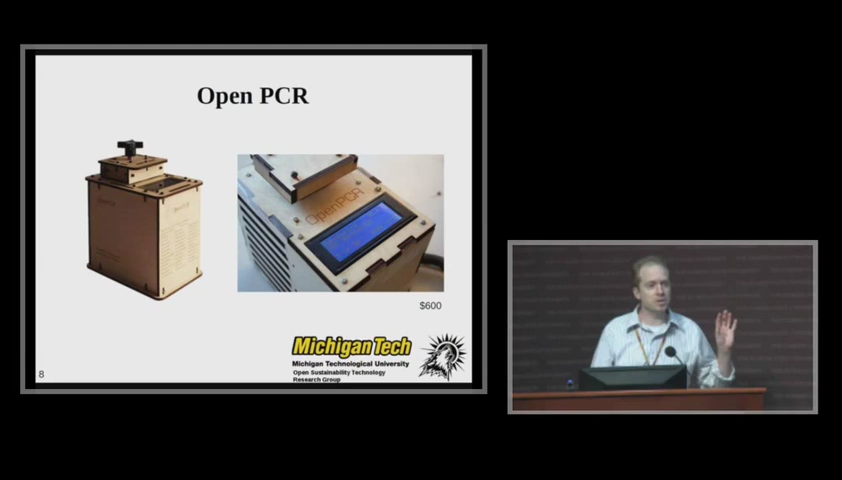 Open PCR
OpenPCR
$600
Michigan Tech
Michigan Technological University
Open Sustainability Technology
Research Group
8